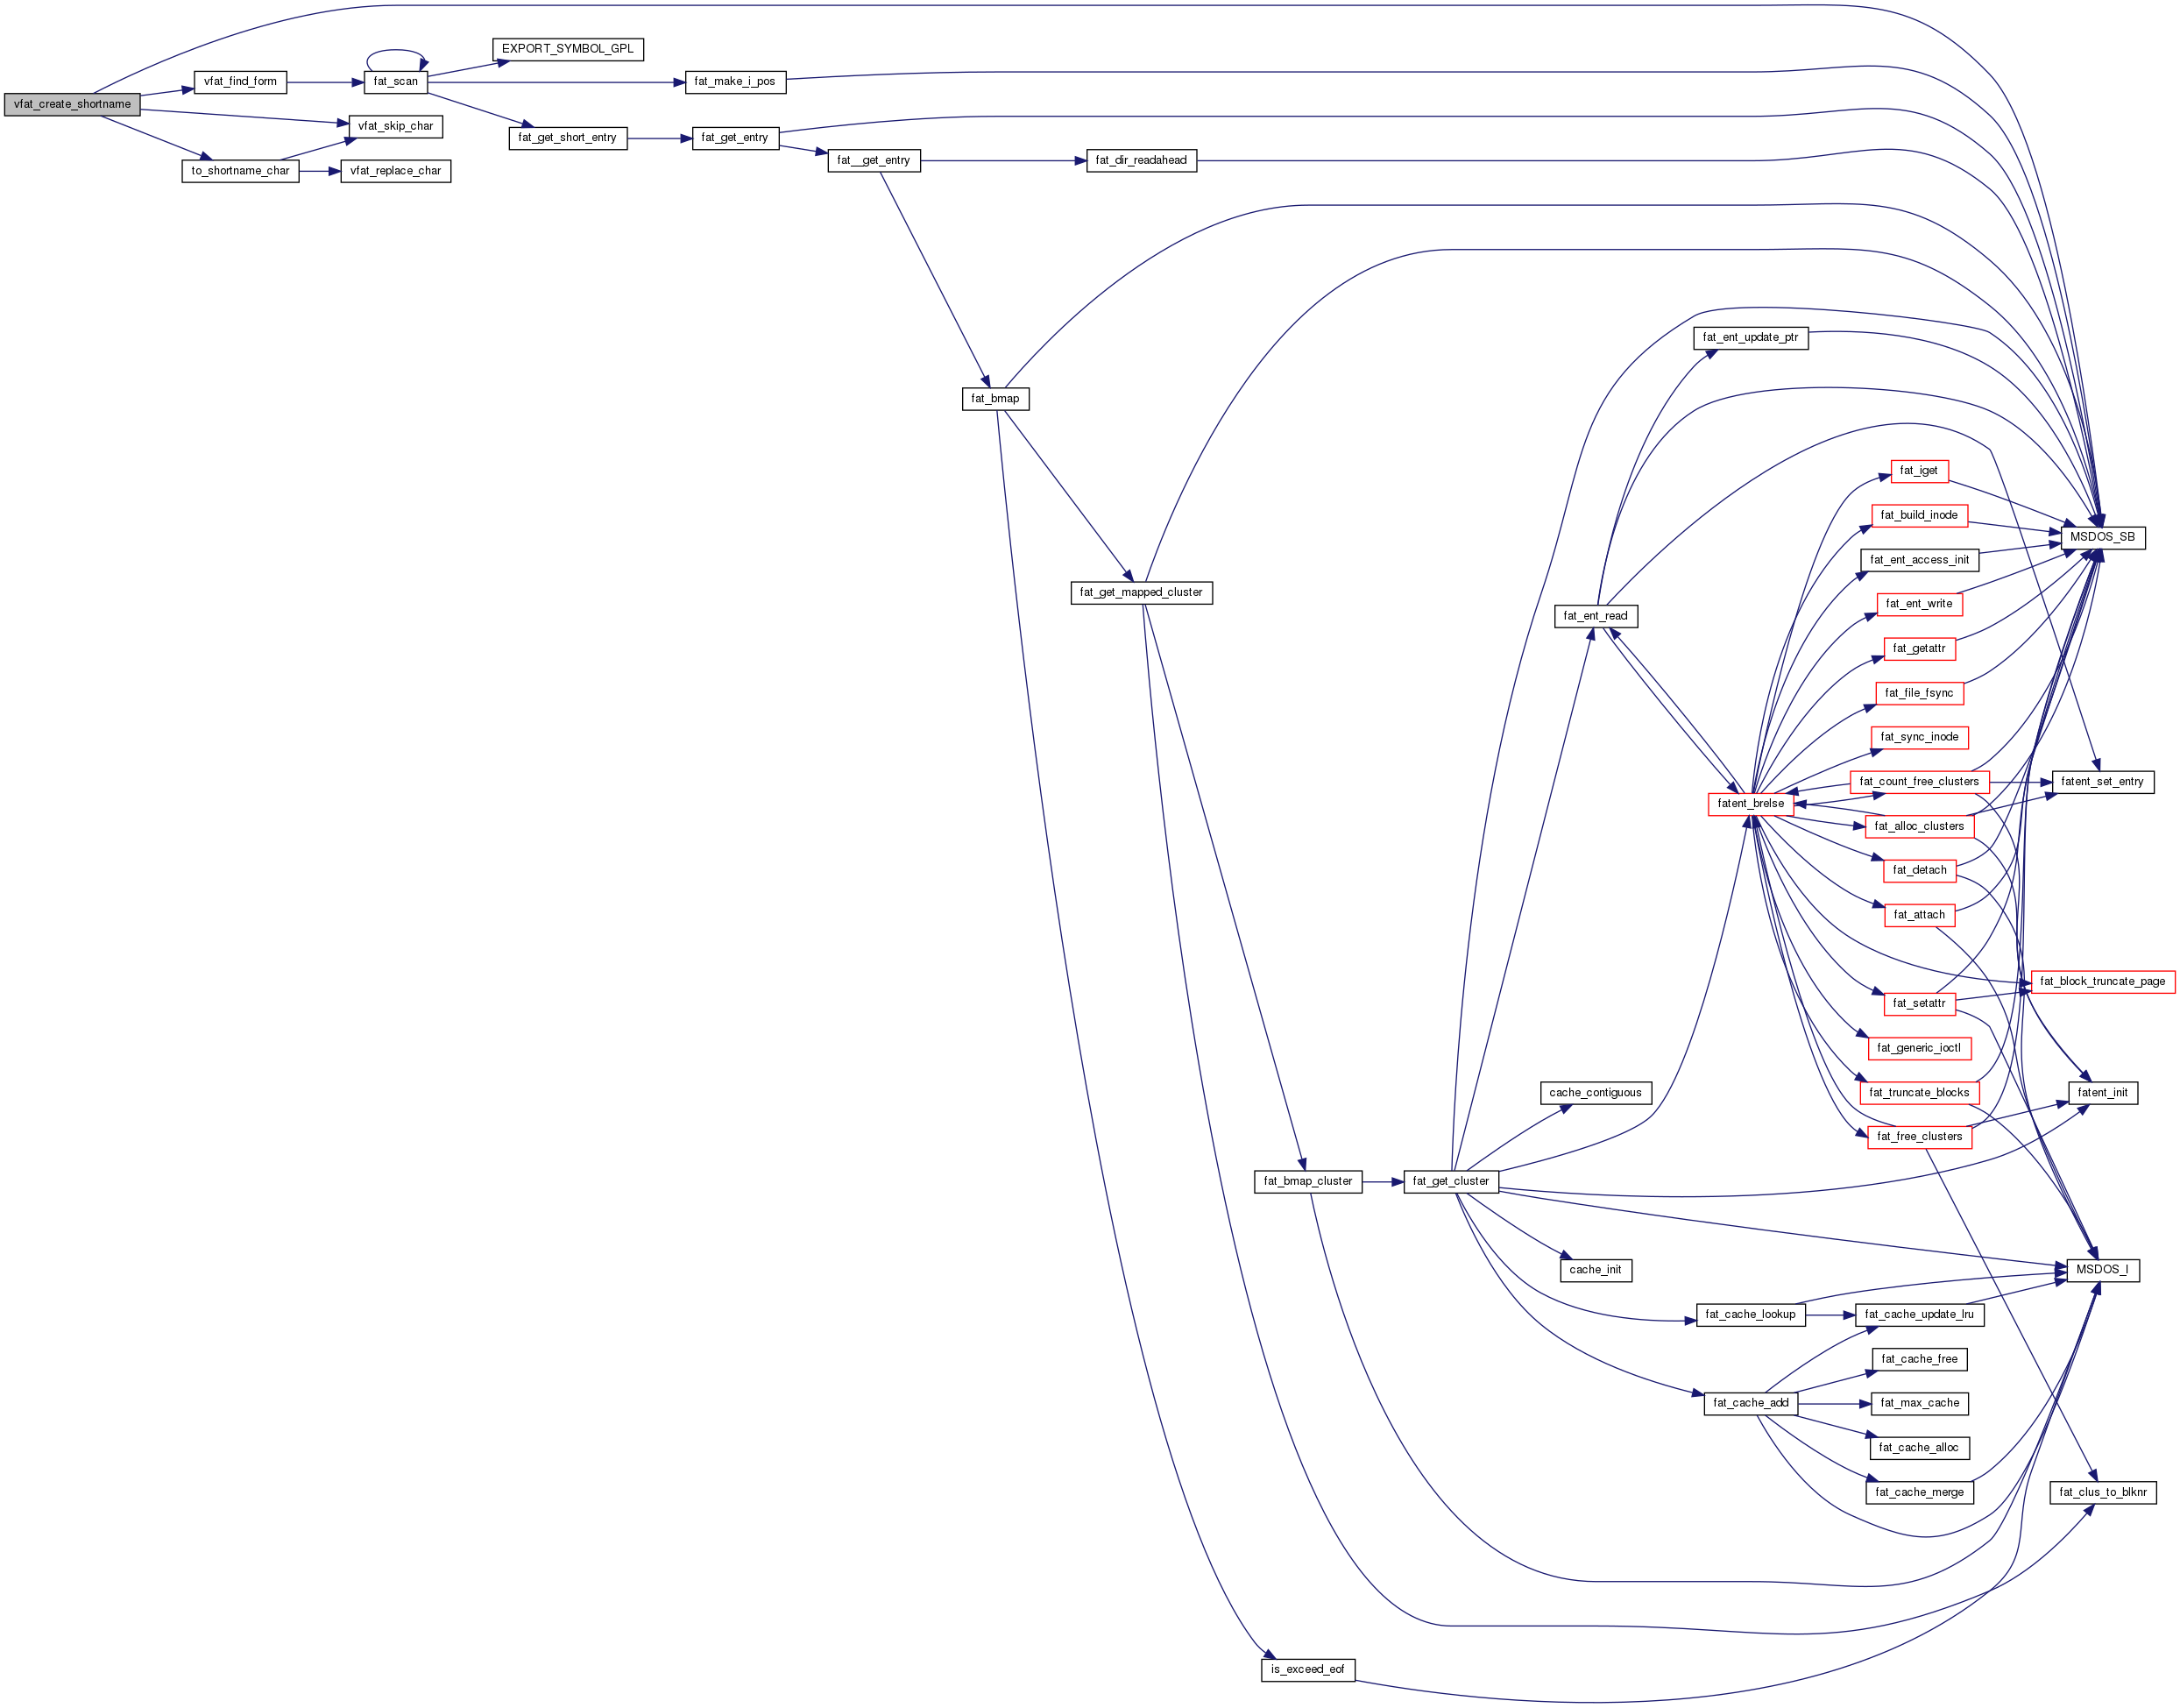 EXPORT_SYMBOL_GPL
vfat_find_form
fat_scan
fat_make_i_pos
vfat_create_shortname
vfat_skip_char
fat_get_short_entry
fat_get_entry
fat__get_entry
fat_dir_readahead
to_shortname_char
vfat_replace_char
fat_ent_update_ptr
fat_bmap
fat_iget
fat_build_inode
MSDOS_SB
fat_ent_access_init
fat_get_mapped_cluster
fat_ent_write
fat_ent_read
fat_getattr
fat_file_fsync
fat_sync_inode
fat_count_free_clusters
fatent_set_entry
fatent_brelse
fat_alloc_clusters
fat_detach
fat_attach
fat_block_truncate_page
fat_setattr
fat_generic_ioctl
cache_contiguous
fat_truncate_blocks
fatent_init
fat_free_clusters
fat_bmap_cluster
fat_get_cluster
cache_init
MSDOS_I
fat_cache_lookup
fat_cache_update_lru
fat_cache_free
fat_cache_add
fat_max_cache
fat_cache_alloc
fat_cache_merge
fat_clus_to_blknr
is_exceed_eof